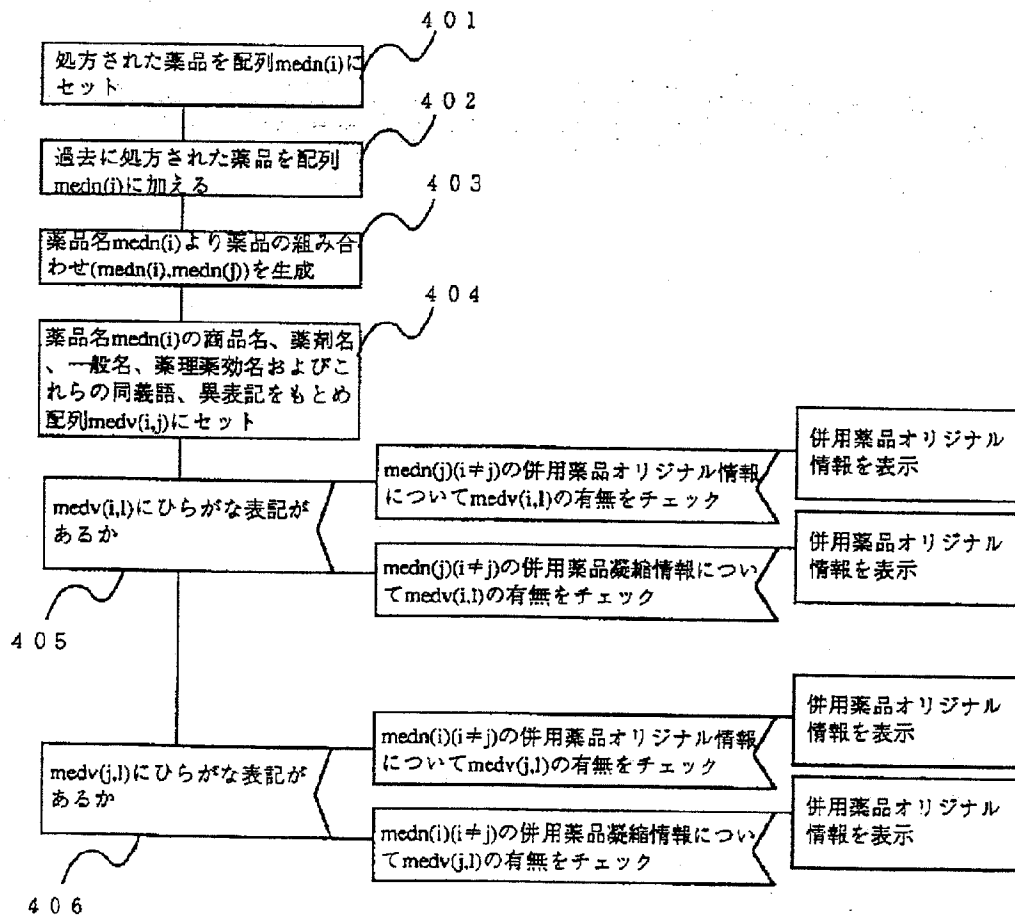 401
処方された薬品を配列medn(i)に
セット
402
過去に処方された薬品を配列
medn(i)に加える
403
薬品名medn(i)より薬品の組み合
わせ(medn(i),medn(j))を生成
404
薬品名medn(i)の商品名、薬剤名
、一般名、薬理薬効名およびこ
れらの同義語、異表記をもとめ
配列medv(i,j)にセット
medv(i,l)にひらがな表記が
あるか
405
medn(j)(i≠j)の併用薬品オリジナル情報
についてmedv(i,l)の有無をチェック
併用薬品オリジナル
情報を表示
medn(j)(i≠j)の併用薬品凝縮情報につい
てmedv(i,l)の有無をチェック
併用薬品オリジナル
情報を表示
medv(j,l)にひらがな表記が
あるか
406
medn(i)(i≠j)の併用薬品オリジナル情報
についてmedv(j,l)の有無をチェック
併用薬品オリジナル
情報を表示
medn(i)(i≠j)の併用薬品凝縮情報につい
てmedv(j,l)の有無をチェック
併用薬品オリジナル
情報を表示